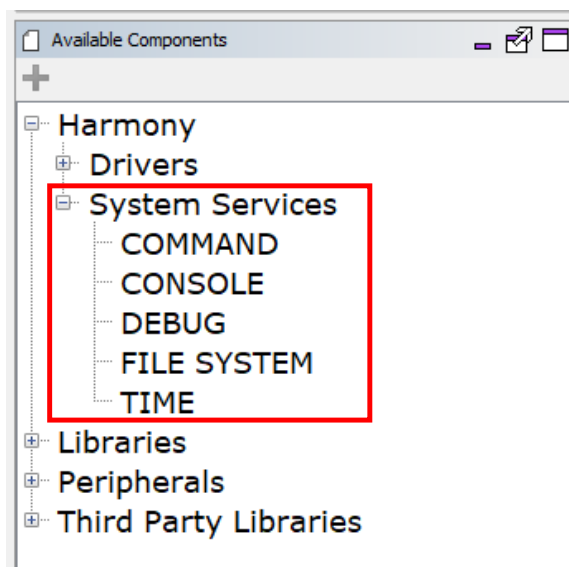 Available Components
Harmony
Drivers
System Services
COMMAND
CONSOLE
DEBUG
FILE SYSTEM
TIME
Libraries
Peripherals
Third Party Libraries